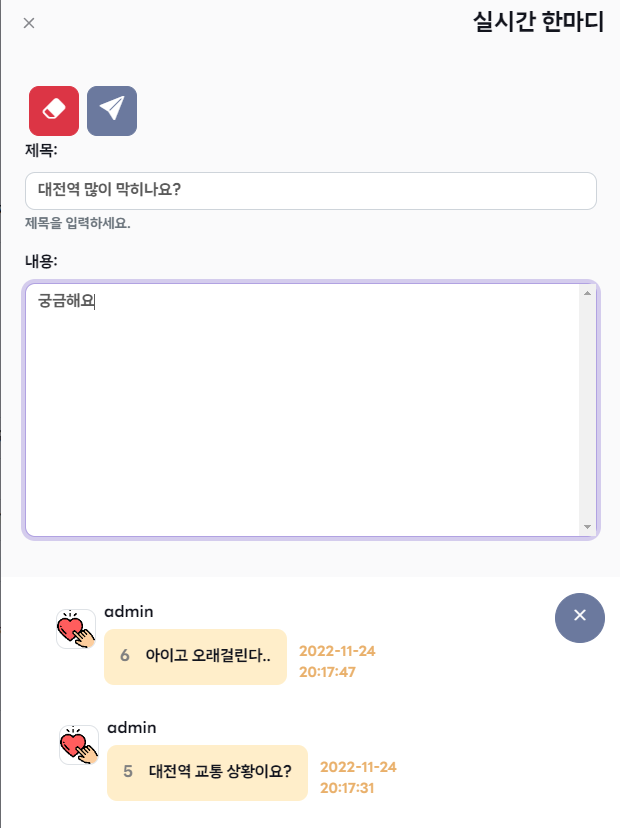 실시간 한마디
제목:
대전역 많이 막히나요?
제목을 입력하세요.
내용:
궁금해요
admin
6 아이고 오래걸린다..
2022-11-24
20:17:47
admin
5 대전역 교통 상황이요?
2022-11-24
20:17:31